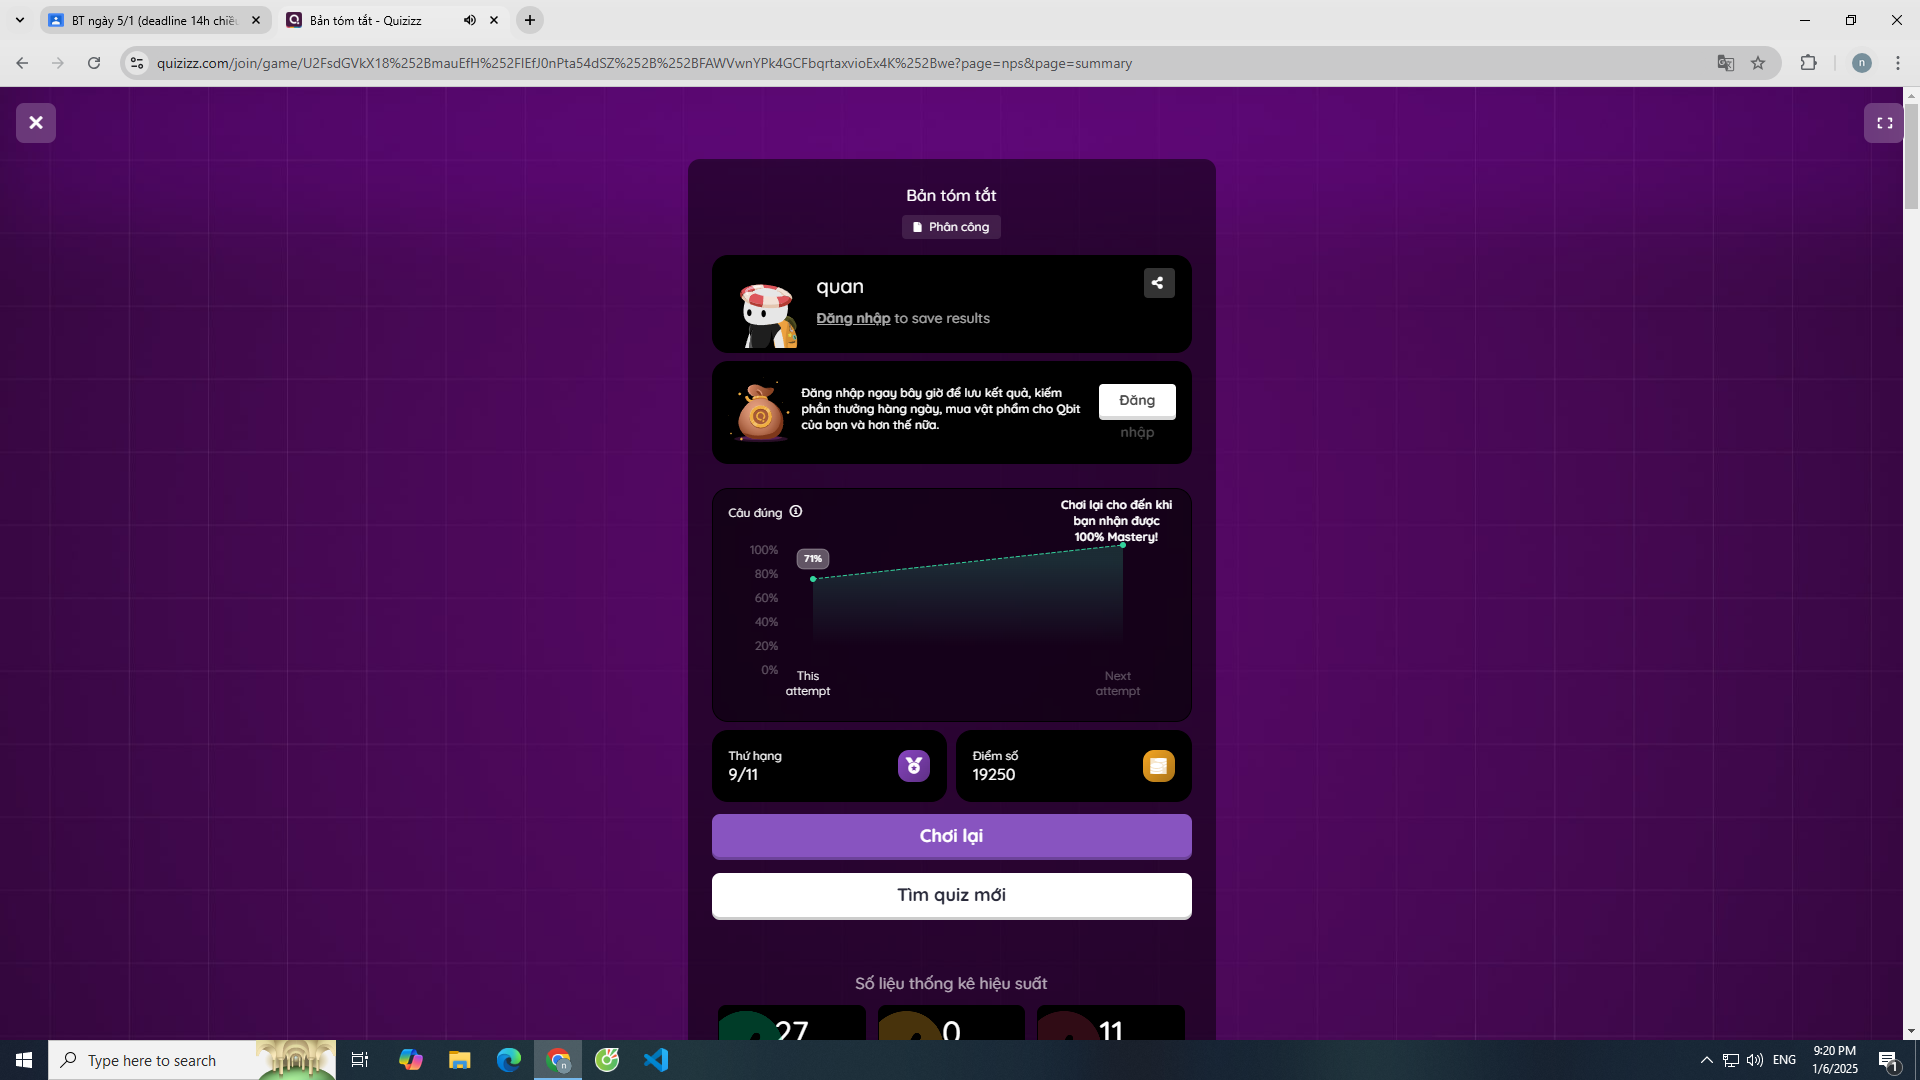 BT ngày 5/1 (deadline 14h chiều
Bản tóm tắt - Quizizz
quizizz.com/join/game/U2FsdGVkX18%252BmauEfH%252FIEfJ0nPta54dSZ%252B%252BFAWVwnYPk4GCFbqrtaxvioEx4K%252Bwe?page=nps&page=summary
n
Bản tóm tắt
Phân công
quan
Đăng nhập to save results
Đăng nhập ngay bây giờ để lưu kết quả, kiếm
phần thưởng hàng ngày, mua vật phẩm cho Qbit
của bạn và hơn thế nữa.
Đăng
nhập
Câu đúng
Chơi lại cho đến khi
bạn nhận được
100% Mastery!
100%
80%
60%
40%
20%
0%
71%
This
attempt
Next
attempt
Thứ hạng
9/11
Điểm số
19250
Chơi lại
Tìm quiz mới
Số liệu thống kê hiệu suất
27
0
11
Type here to search
n
ENG
9:20 PM
1/6/2025
1